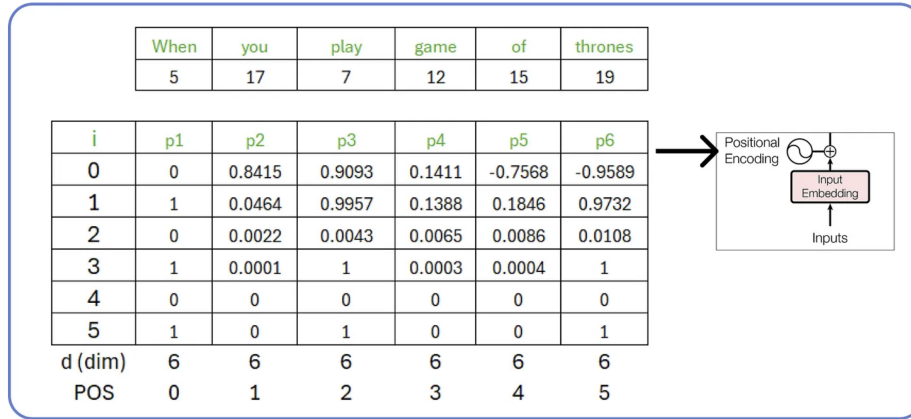 When you play game of thrones
5 17 7 12 15 19
i p1 p2 p3 p4 p5 p6
0 0 0.8415 0.9093 0.1411 -0.7568 -0.9589
1 1 0.0464 0.9957 0.1388 0.1846 0.9732
2 0 0.0022 0.0043 0.0065 0.0086 0.0108
3 1 0.0001 1 0.0003 0.0004 1
4 0 0 0 0 0 0
5 1 0 1 0 0 1
d (dim) 6 6 6 6 6 6
POS 0 1 2 3 4 5
Positional
Encoding
Input
Embedding
Inputs